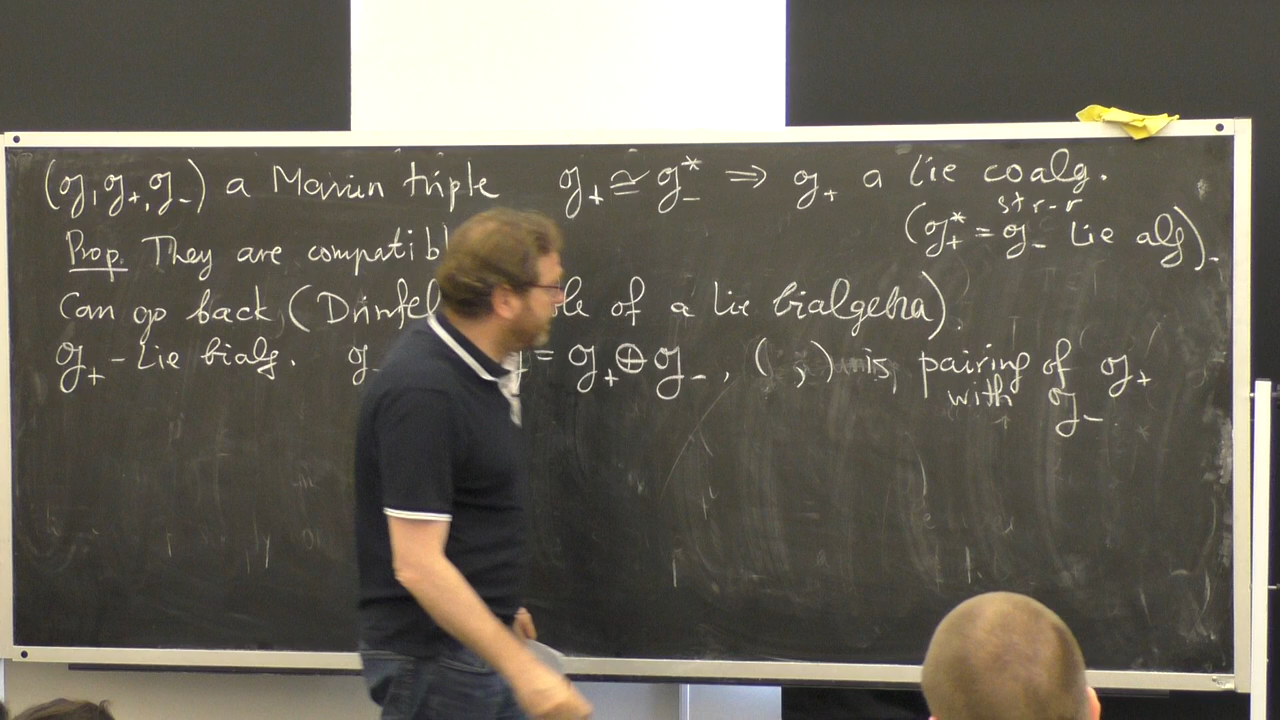 (𝔤, 𝔤₊, 𝔤₋) a Manin triple 𝔤₊ ≅ 𝔤₋* ⇒ 𝔤₊ a Lie coalg.
str-r
(𝔤₊* = 𝔤₋ Lie alg).
Prop. They are compatibl
Can go back (Drinfel le of a Lie bialgebra).
𝔤₊ - Lie bialg. 𝔤₋ = 𝔤₊ ⊕ 𝔤₋, ( , ) is pairing of 𝔤₊
with 𝔤₋